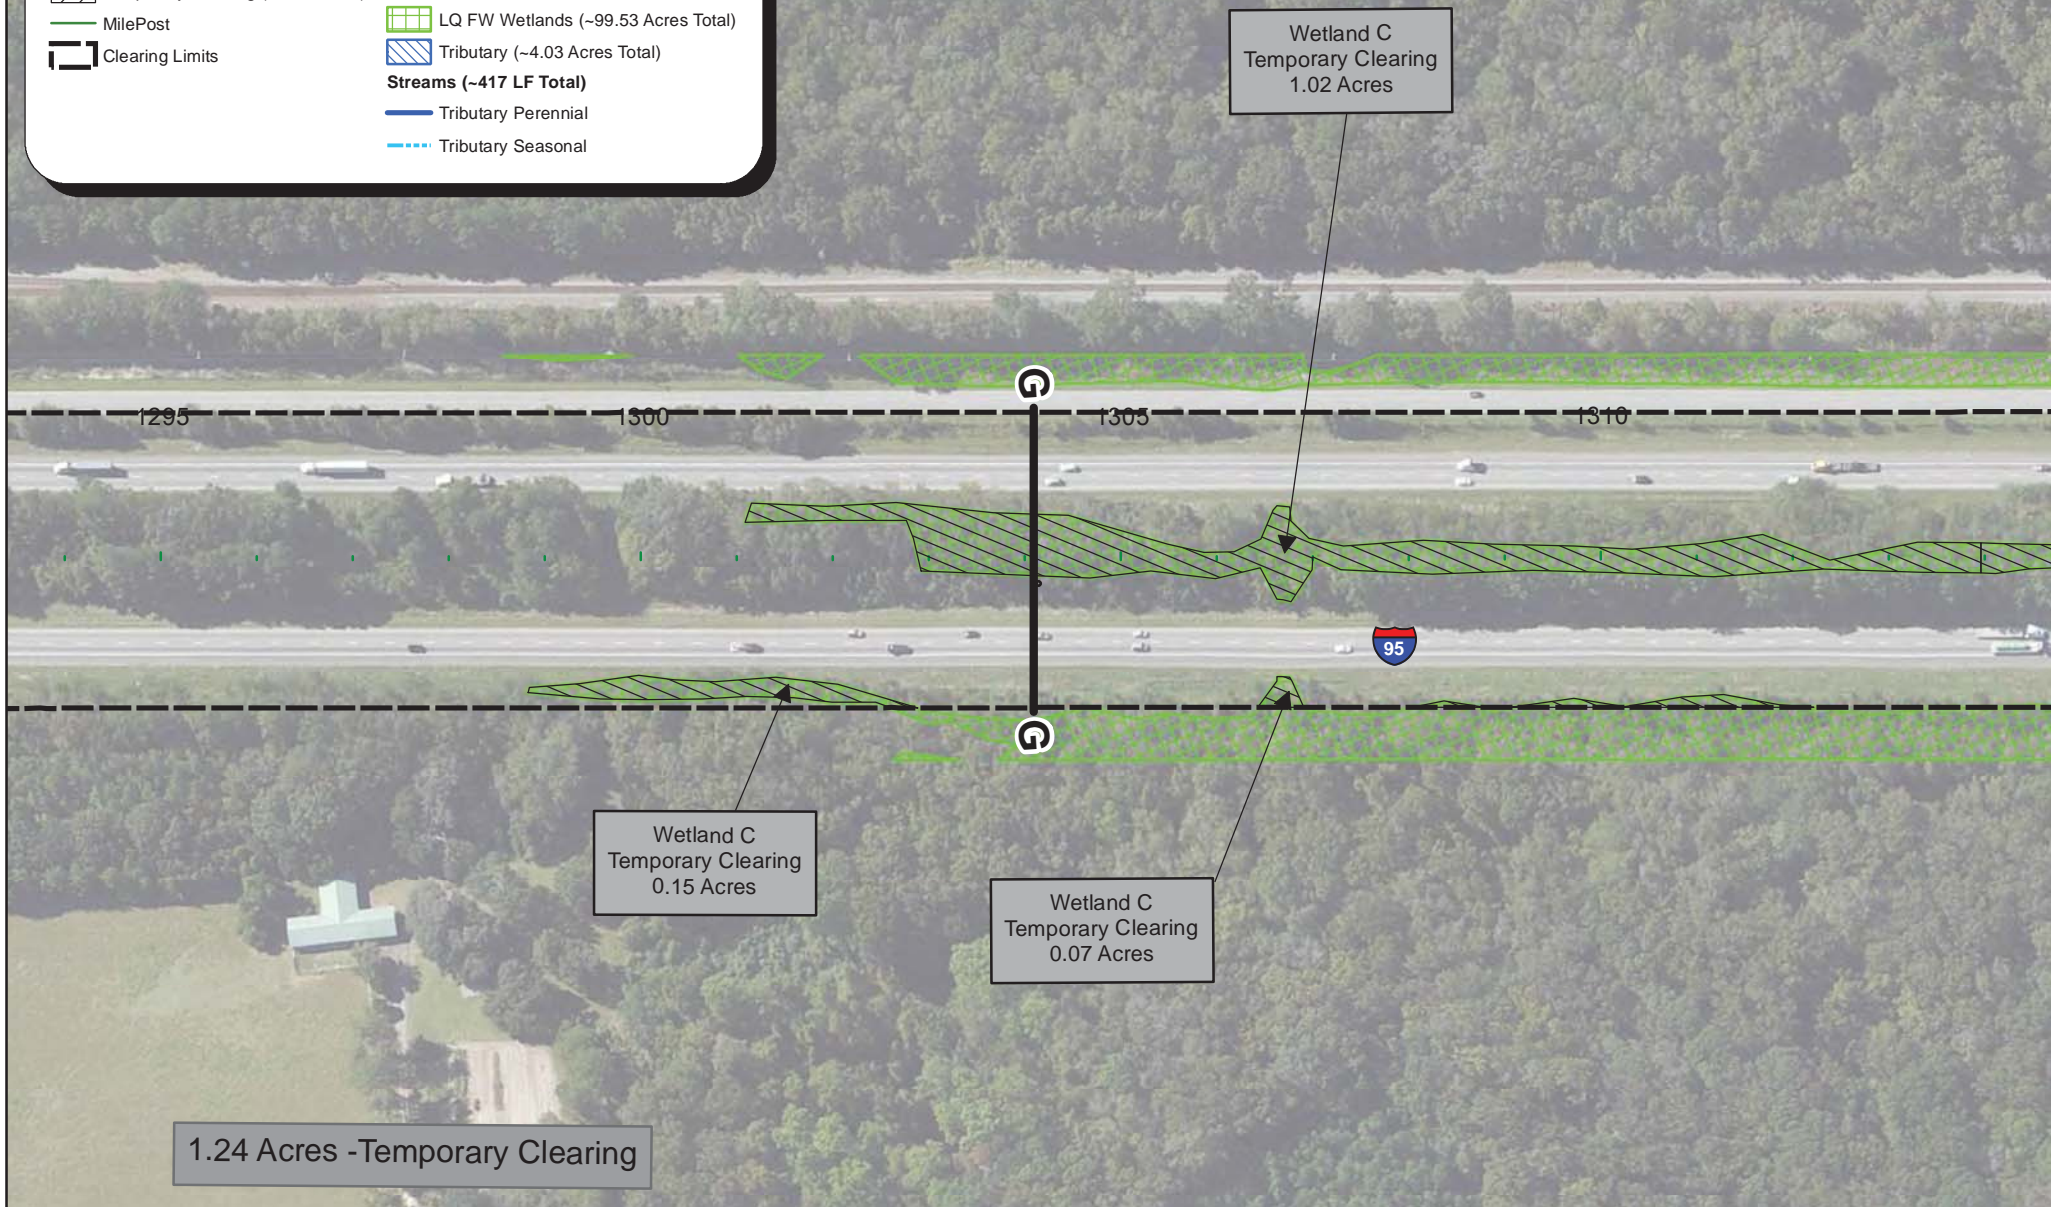 MilePost
Clearing Limits
LQ FW Wetlands (~99.53 Acres Total)
Tributary (~4.03 Acres Total)
Streams (~417 LF Total)
Tributary Perennial
Tributary Seasonal
Wetland C
Temporary Clearing
1.02 Acres
G
1295
1300
1305
1310
95
G
Wetland C
Temporary Clearing
0.15 Acres
Wetland C
Temporary Clearing
0.07 Acres
1.24 Acres -Temporary Clearing